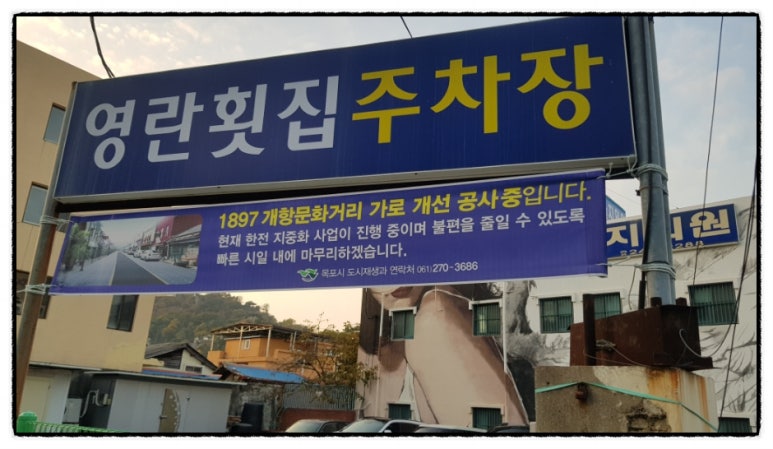 영란횟집주차장
1897 개항문화거리 가로 개선 공사중입니다.
현재 한전 지중화 사업이 진행 중이며 불편을 줄일 수 있도록
빠른 시일 내에 마무리하겠습니다.
목포시 도시재생과 연락처 061) 270-3686